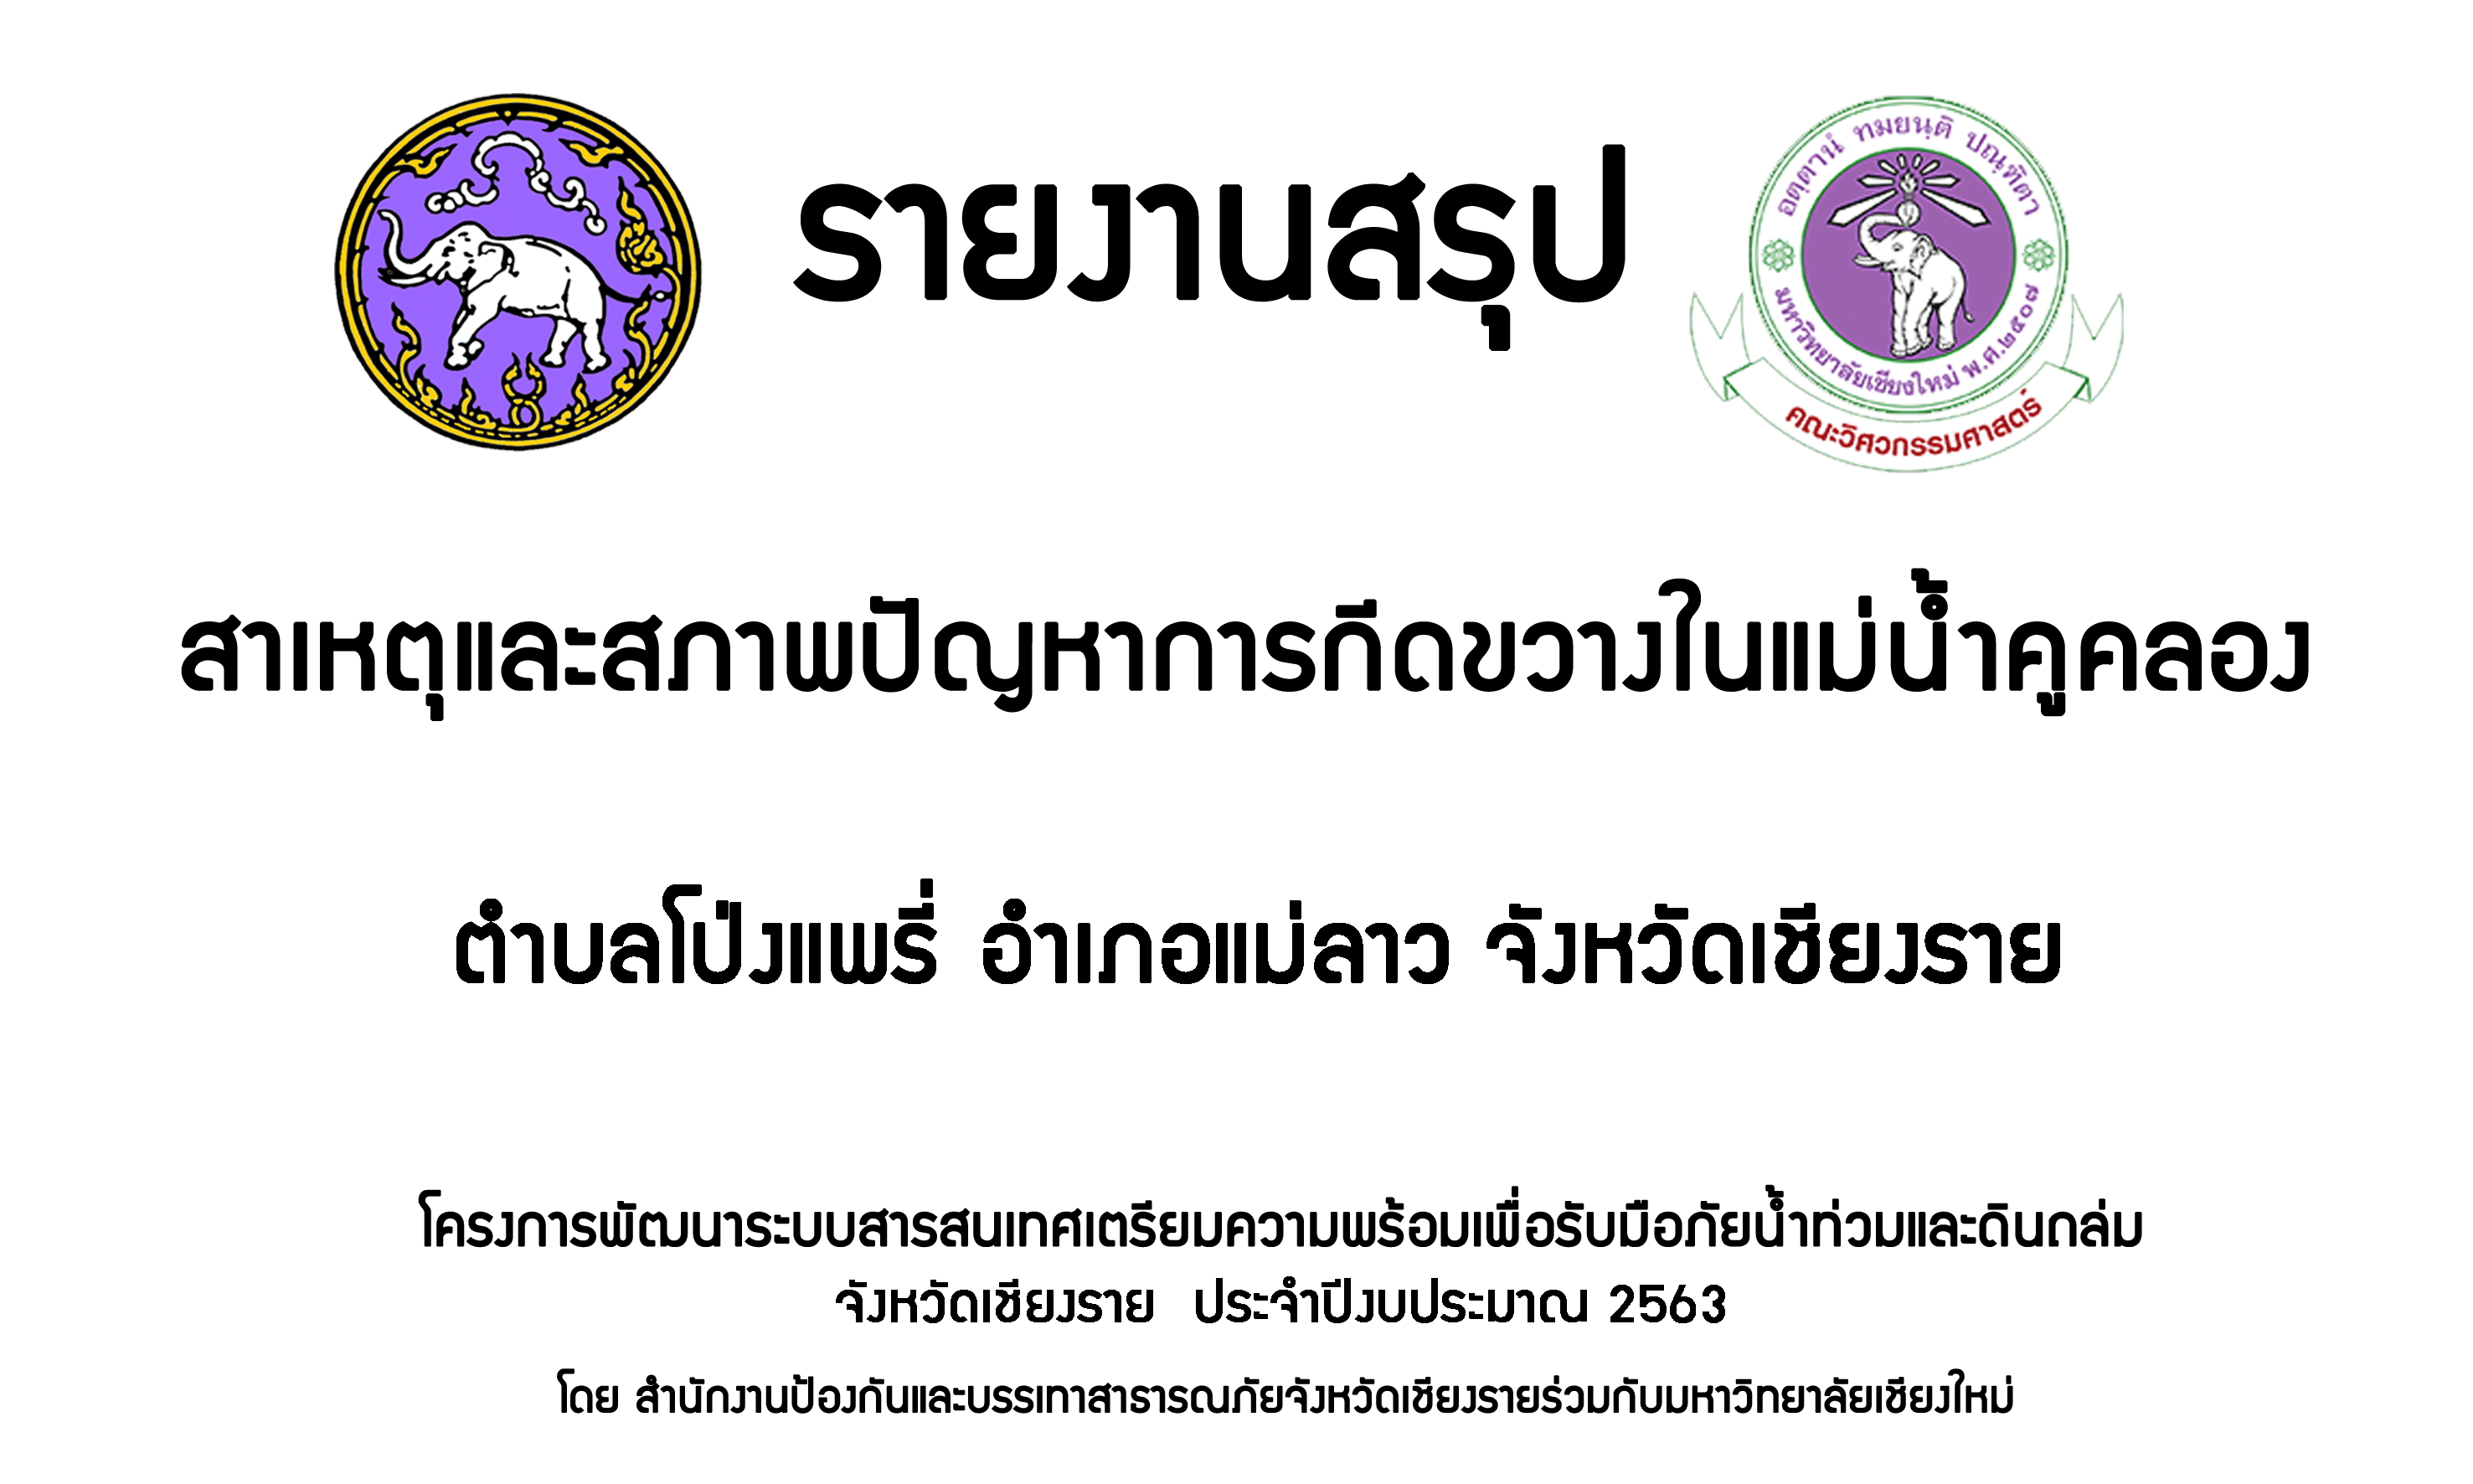 รายงานสรุป
อตฺตานํ ทมยนฺติ ปณฺฑิตา
มหาวิทยาลัยเชียงใหม่ พ.ศ.๒๕๐๗
คณะวิศวกรรมศาสตร์
สาเหตุและสภาพปัญหาการกีดขวางในแม่น้ำคูคลอง
ตำบลโป่งแพร่ อำเภอแม่ลาว จังหวัดเชียงราย
โครงการพัฒนาระบบสารสนเทศเตรียมความพร้อมเพื่อรับมือภัยน้ำท่วมและดินถล่ม
จังหวัดเชียงราย ประจำปีงบประมาณ 2563
โดย สำนักงานป้องกันและบรรเทาสาธารณภัยจังหวัดเชียงรายร่วมกับมหาวิทยาลัยเชียงใหม่